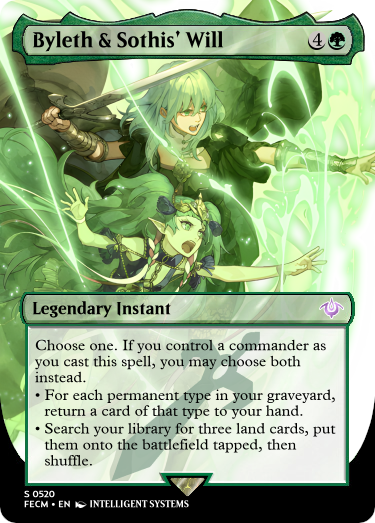 Byleth & Sothis' Will 4
Legendary Instant
Choose one. If you control a commander as
you cast this spell, you may choose both
instead.
• For each permanent type in your graveyard,
return a card of that type to your hand.
• Search your library for three land cards, put
them onto the battlefield tapped, then
shuffle.
S 0520
FECM • EN INTELLIGENT SYSTEMS